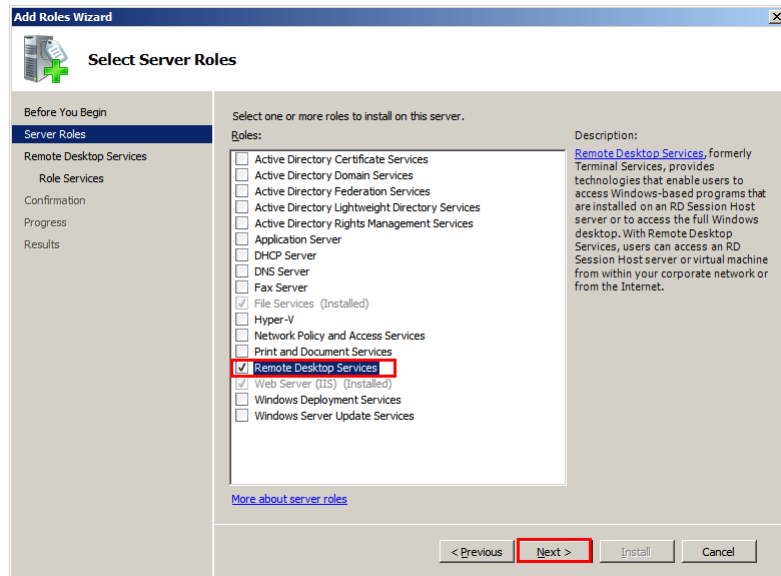 Add Roles Wizard
Select Server Roles
Before You Begin
Server Roles
Remote Desktop Services
Role Services
Confirmation
Progress
Results
Select one or more roles to install on this server.
Roles:
Active Directory Certificate Services
Active Directory Domain Services
Active Directory Federation Services
Active Directory Lightweight Directory Services
Active Directory Rights Management Services
Application Server
DHCP Server
DNS Server
Fax Server
File Services (Installed)
Hyper-V
Network Policy and Access Services
Print and Document Services
Remote Desktop Services
Web Server (IIS) (Installed)
Windows Deployment Services
Windows Server Update Services
More about server roles
Description:
Remote Desktop Services, formerly
Terminal Services, provides
technologies that enable users to
access Windows-based programs that
are installed on an RD Session Host
server or to access the full Windows
desktop. With Remote Desktop
Services, users can access an RD
Session Host server or virtual machine
from within your corporate network or
from the Internet.
< Previous
Next >
Install
Cancel